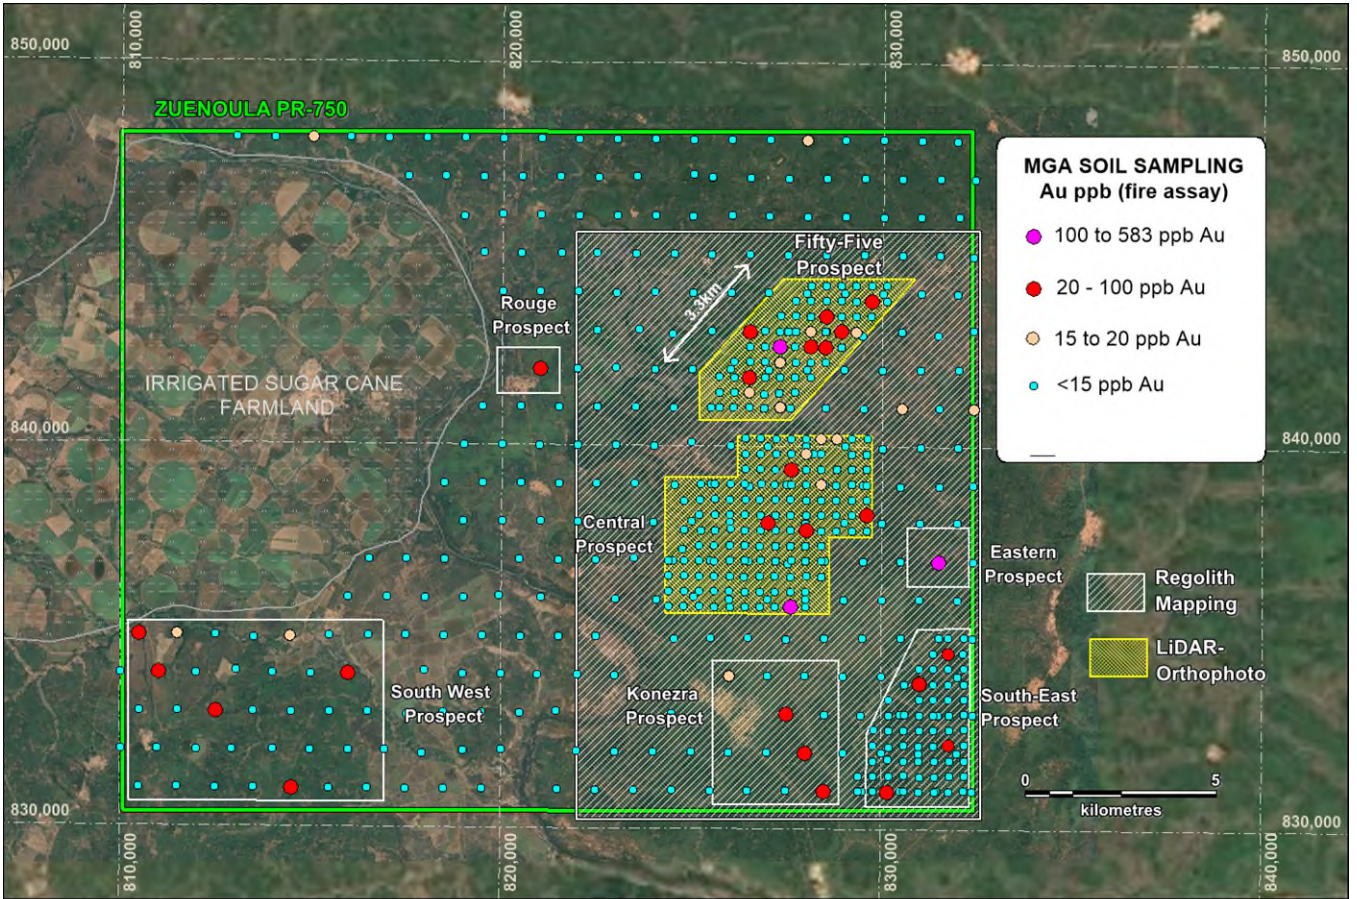 810,000
820,000
830,000
850,000
850,000
ZUENOULA PR-750
MGA SOIL SAMPLING
Au ppb (fire assay)
100 to 583 ppb Au
20 - 100 ppb Au
15 to 20 ppb Au
<15 ppb Au
Fifty-Five
Prospect
3.3km
Rouge
Prospect
IRRIGATED SUGAR CANE
FARMLAND
840,000
840,000
Central
Prospect
Eastern
Prospect
Regolith
Mapping
LiDAR-
Orthophoto
South West
Prospect
Konezra
Prospect
South-East
Prospect
0
5
kilometres
830,000
830,000
810,000
820,000
830,000
840,000